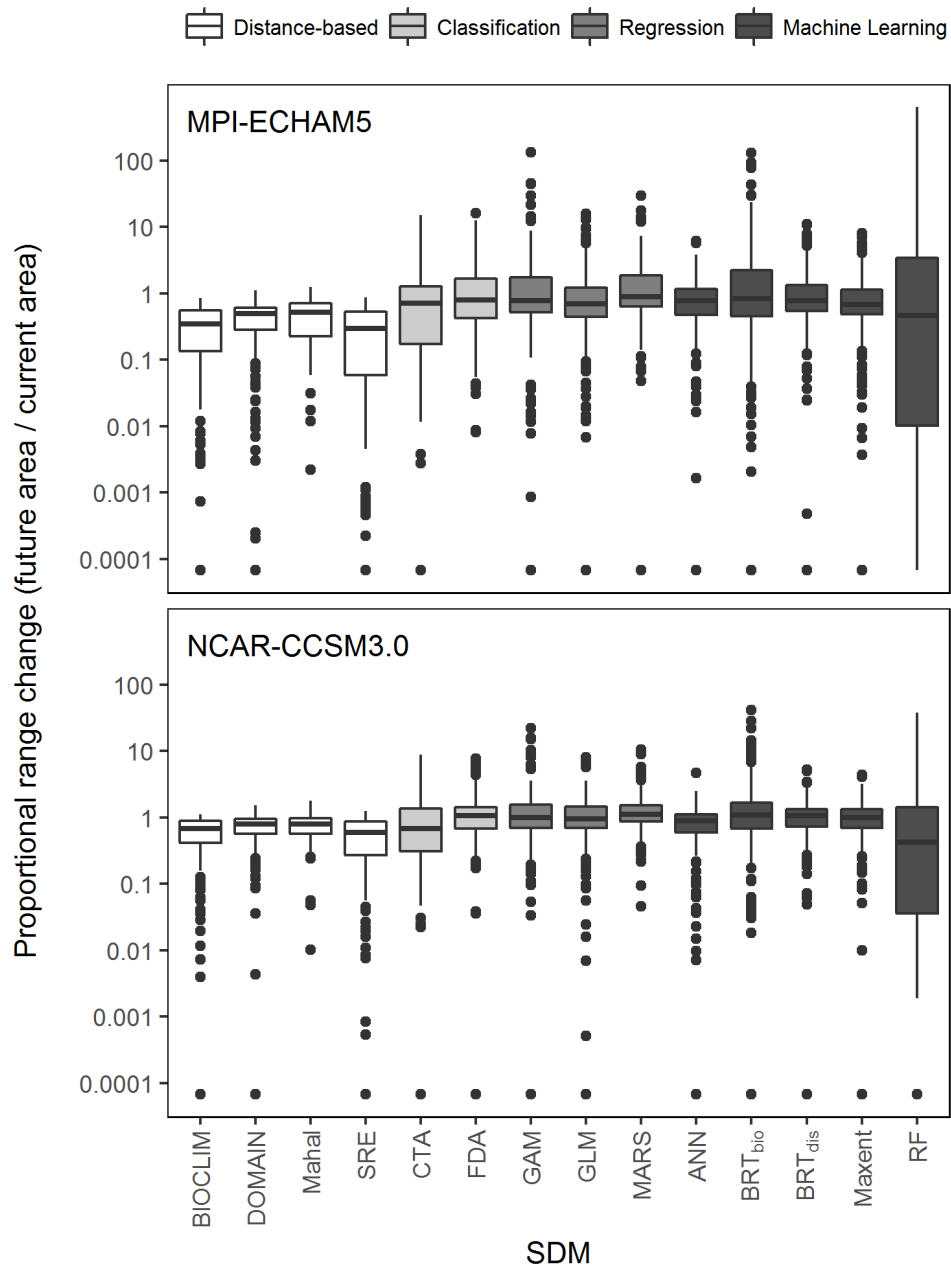 Distance-based Classification Regression Machine Learning
Proportional range change (future area / current area)
MPI-ECHAM5
100
10
1
0.1
0.01
0.001
0.0001
NCAR-CCSM3.0
100
10
1
0.1
0.01
0.001
0.0001
BIOCLIM DOMAIN Mahal SRE CTA FDA GAM GLM MARS ANN BRTbio BRTdis Maxent RF
SDM